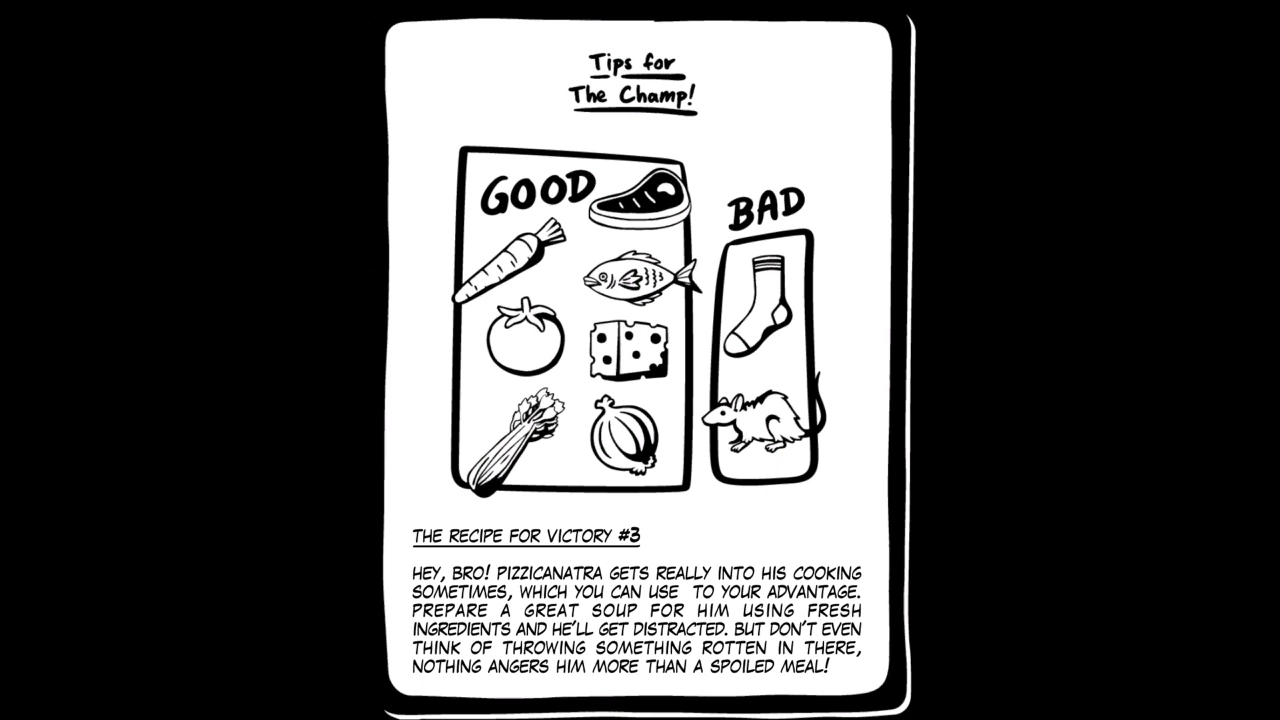 Tips for
The Champ!
GOOD
BAD
THE RECIPE FOR VICTORY #3
HEY, BRO! PIZZICANATRA GETS REALLY INTO HIS COOKING
SOMETIMES, WHICH YOU CAN USE TO YOUR ADVANTAGE.
PREPARE A GREAT SOUP FOR HIM USING FRESH
INGREDIENTS AND HE'LL GET DISTRACTED. BUT DON'T EVEN
THINK OF THROWING SOMETHING ROTTEN IN THERE,
NOTHING ANGERS HIM MORE THAN A SPOILED MEAL!